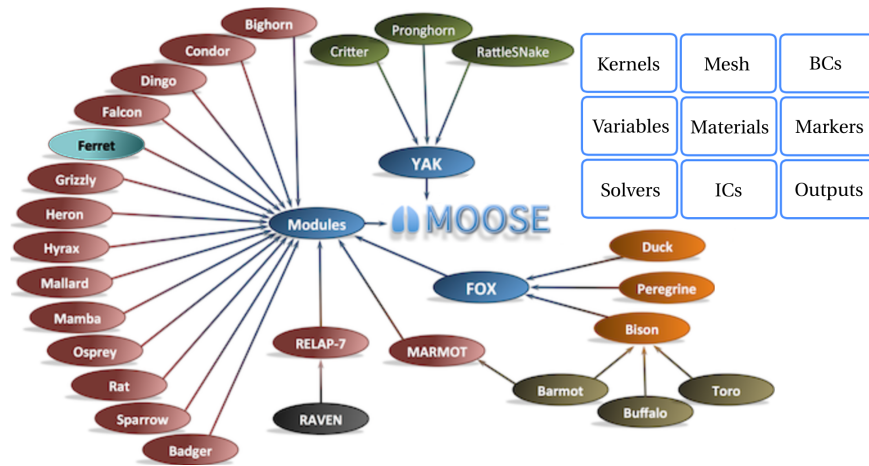 Bighorn
Condor
Dingo
Falcon
Ferret
Grizzly
Heron
Hyrax
Mallard
Mamba
Osprey
Rat
Sparrow
Badger
Modules
Critter
Pronghorn
RattleSNake
YAK
MOOSE
Kernels Mesh BCs
Variables Materials Markers
Solvers ICs Outputs
Duck
FOX
Peregrine
Bison
RELAP-7
MARMOT
RAVEN
Barmot
Buffalo
Toro